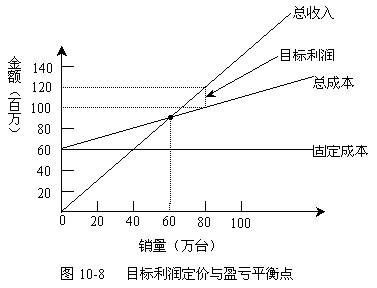 总收入
目标利润
总成本
固定成本
金额（百万）
140
120
100
80
60
40
20
0 20 40 60 80 100
销量（万台）
图 10-8 目标利润定价与盈亏平衡点